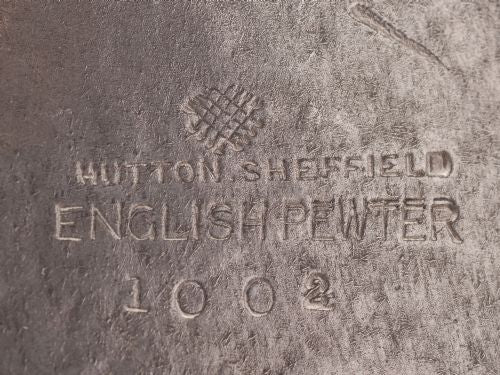 HUTTON. SHEFFIELD
ENGLISH PEWTER
1002